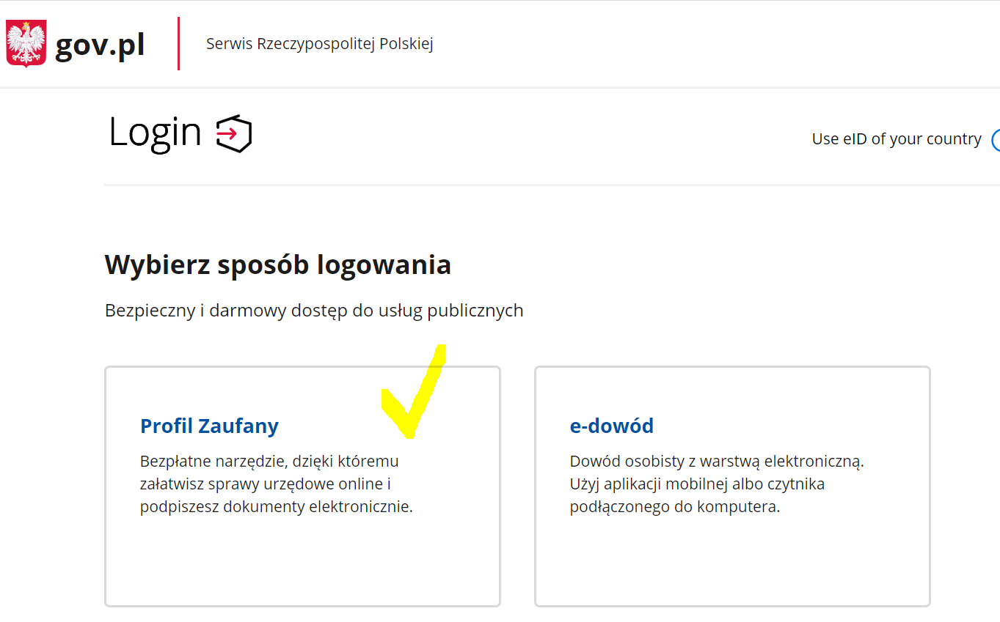 gov.pl
Serwis Rzeczypospolitej Polskiej
Login
Use eID of your country
Wybierz sposób logowania
Bezpieczny i darmowy dostęp do usług publicznych
Profil Zaufany
Bezpłatne narzędzie, dzięki któremu
załatwisz sprawy urzędowe online i
podpiszesz dokumenty elektronicznie.
e-dowód
Dowód osobisty z warstwą elektroniczną.
Użyj aplikacji mobilnej albo czytnika
podłączonego do komputera.